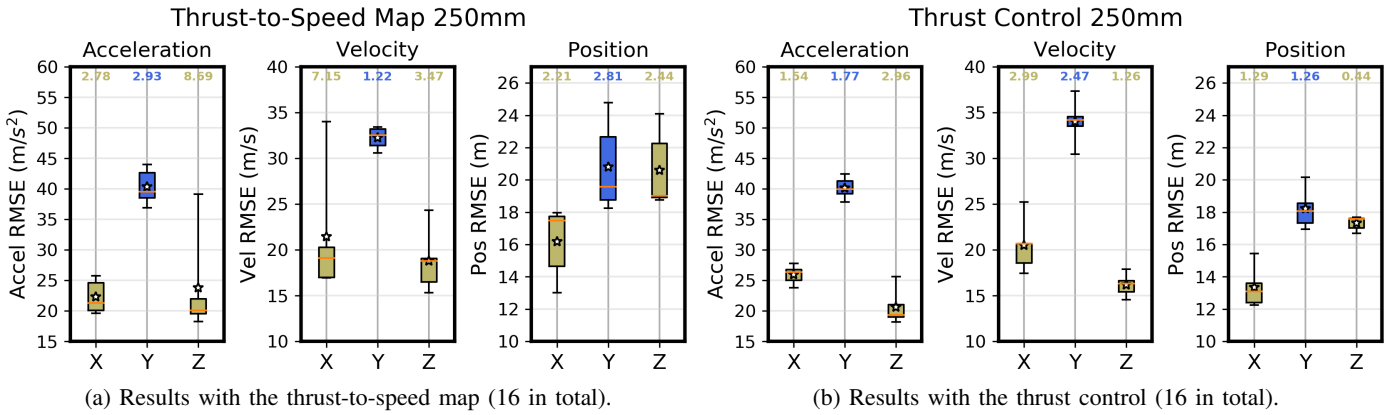 Thrust-to-Speed Map 250mm
Acceleration
Velocity
Position
2.78 2.93 8.69
7.15 1.22 3.47
2.21 2.81 2.44
Accel RMSE (m/s²)
60
55
50
45
40
35
30
25
20
15
X Y Z
Vel RMSE (m/s)
40
35
30
25
20
15
10
X Y Z
Pos RMSE (m)
26
24
22
20
18
16
14
12
10
X Y Z
(a) Results with the thrust-to-speed map (16 in total).
Thrust Control 250mm
Acceleration
Velocity
Position
1.54 1.77 2.96
2.99 2.47 1.26
1.29 1.26 0.44
Accel RMSE (m/s²)
60
55
50
45
40
35
30
25
20
15
X Y Z
Vel RMSE (m/s)
40
35
30
25
20
15
10
X Y Z
Pos RMSE (m)
26
24
22
20
18
16
14
12
10
X Y Z
(b) Results with the thrust control (16 in total).